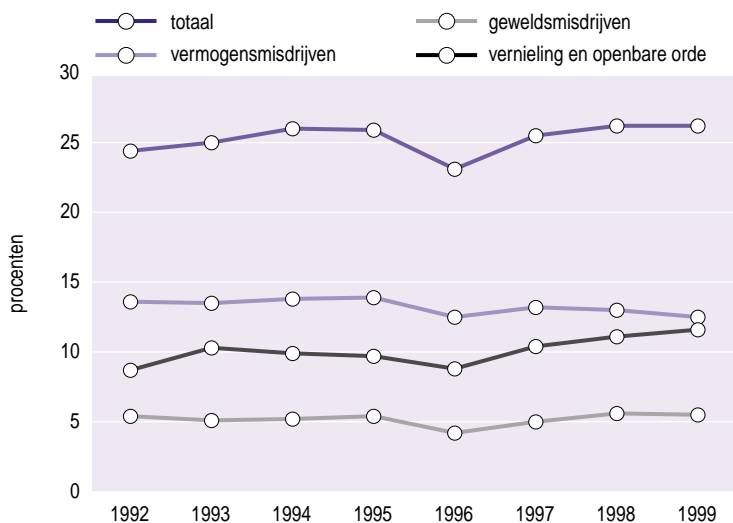 totaal
geweldsmisdrijven
vermogensmisdrijven
vernieling en openbare orde
procenten
30
25
20
15
10
5
0
1992 1993 1994 1995 1996 1997 1998 1999